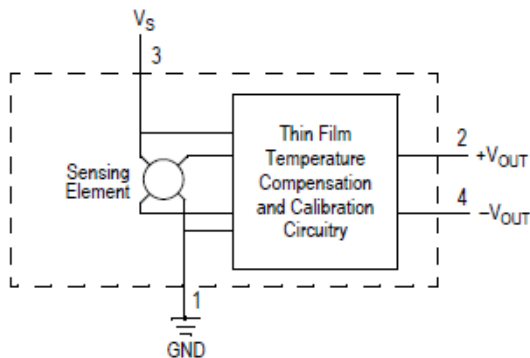 VS
3
Sensing
Element
Thin Film
Temperature
Compensation
and Calibration
Circuitry
2
+VOUT
4
–VOUT
1
GND